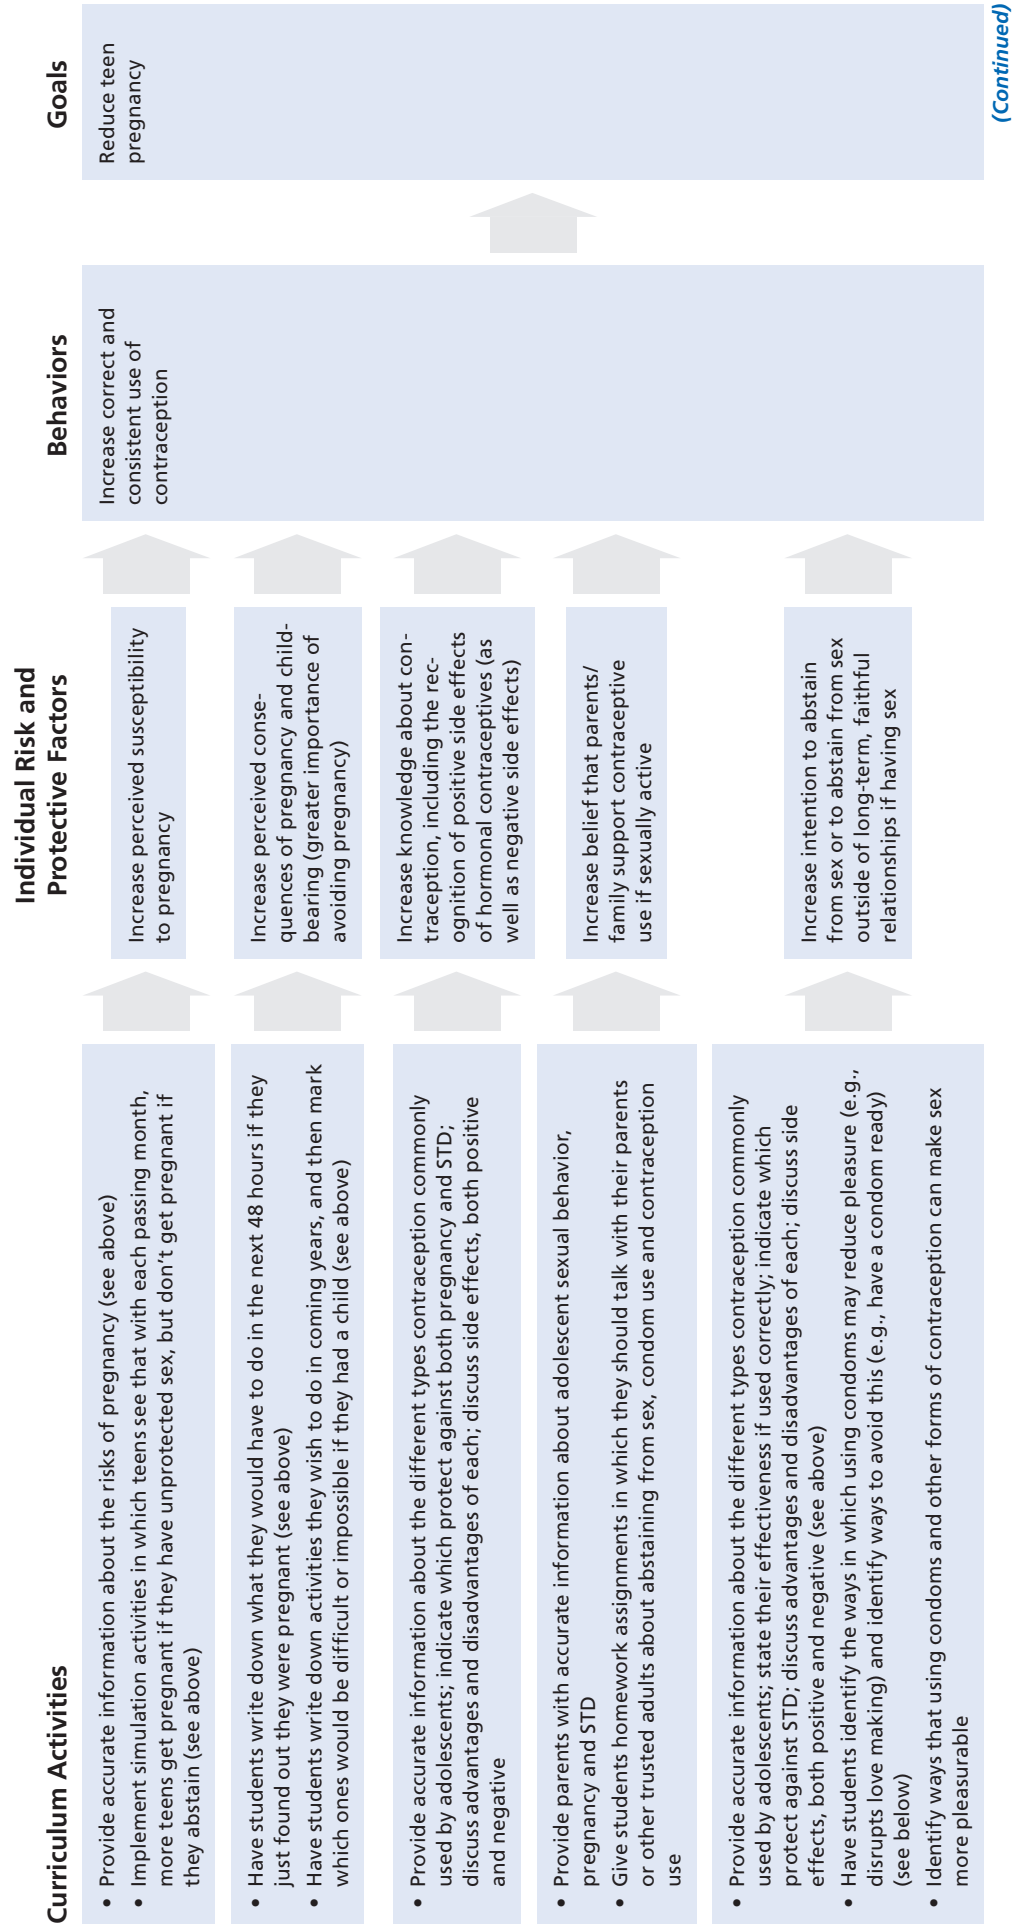 Curriculum Activities
Individual Risk and
Protective Factors
Behaviors
Goals
• Provide accurate information about the risks of pregnancy (see above)
• Implement simulation activities in which teens see that with each passing month,
more teens get pregnant if they have unprotected sex, but don't get pregnant if
they abstain (see above)
Increase perceived susceptibility
to pregnancy
Increase correct and
consistent use of
contraception
Reduce teen
pregnancy
• Have students write down what they would have to do in the next 48 hours if they
just found out they were pregnant (see above)
• Have students write down activities they wish to do in coming years, and then mark
which ones would be difficult or impossible if they had a child (see above)
Increase perceived conse-
quences of pregnancy and child-
bearing (greater importance of
avoiding pregnancy)
• Provide accurate information about the different types contraception commonly
used by adolescents; indicate which protect against both pregnancy and STD;
discuss advantages and disadvantages of each; discuss side effects, both positive
and negative
Increase knowledge about con-
traception, including the rec-
ognition of positive side effects
of hormonal contraceptives (as
well as negative side effects)
• Provide parents with accurate information about adolescent sexual behavior,
pregnancy and STD
• Give students homework assignments in which they should talk with their parents
or other trusted adults about abstaining from sex, condom use and contraception
use
Increase belief that parents/
family support contraceptive
use if sexually active
• Provide accurate information about the different types contraception commonly
used by adolescents; state their effectiveness if used correctly; indicate which
protect against STD; discuss advantages and disadvantages of each; discuss side
effects, both positive and negative (see above)
• Have students identify the ways in which using condoms may reduce pleasure (e.g.,
disrupts love making) and identify ways to avoid this (e.g., have a condom ready)
(see below)
• Identify ways that using condoms and other forms of contraception can make sex
more pleasurable
Increase intention to abstain
from sex or to abstain from sex
outside of long-term, faithful
relationships if having sex
(Continued)